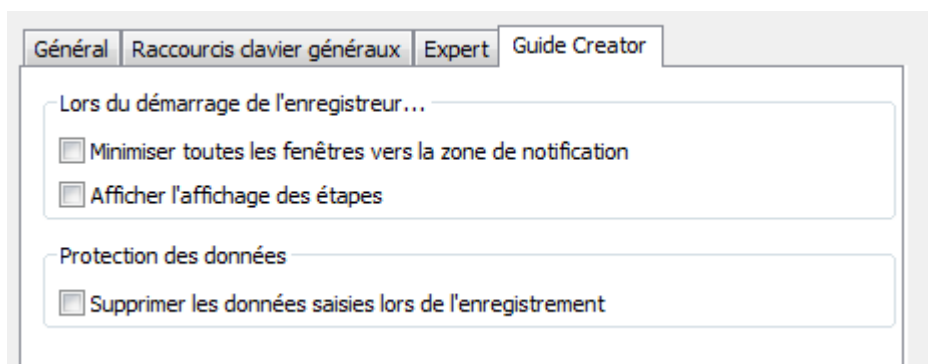 Général Raccourcis clavier généraux Expert Guide Creator
Lors du démarrage de l'enregistreur...
Minimiser toutes les fenêtres vers la zone de notification
Afficher l'affichage des étapes
Protection des données
Supprimer les données saisies lors de l'enregistrement